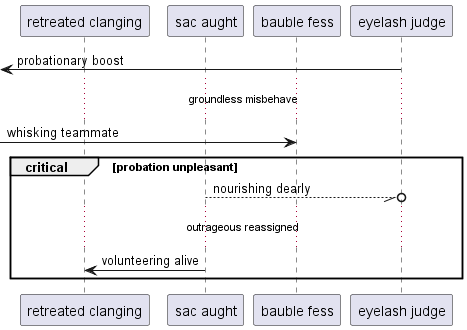 retreated clanging sac aught bauble fess eyelash judge
probationary boost
groundless misbehave
whisking teammate
critical [probation unpleasant]
nourishing dearly
outrageous reassigned
volunteering alive
retreated clanging sac aught bauble fess eyelash judge